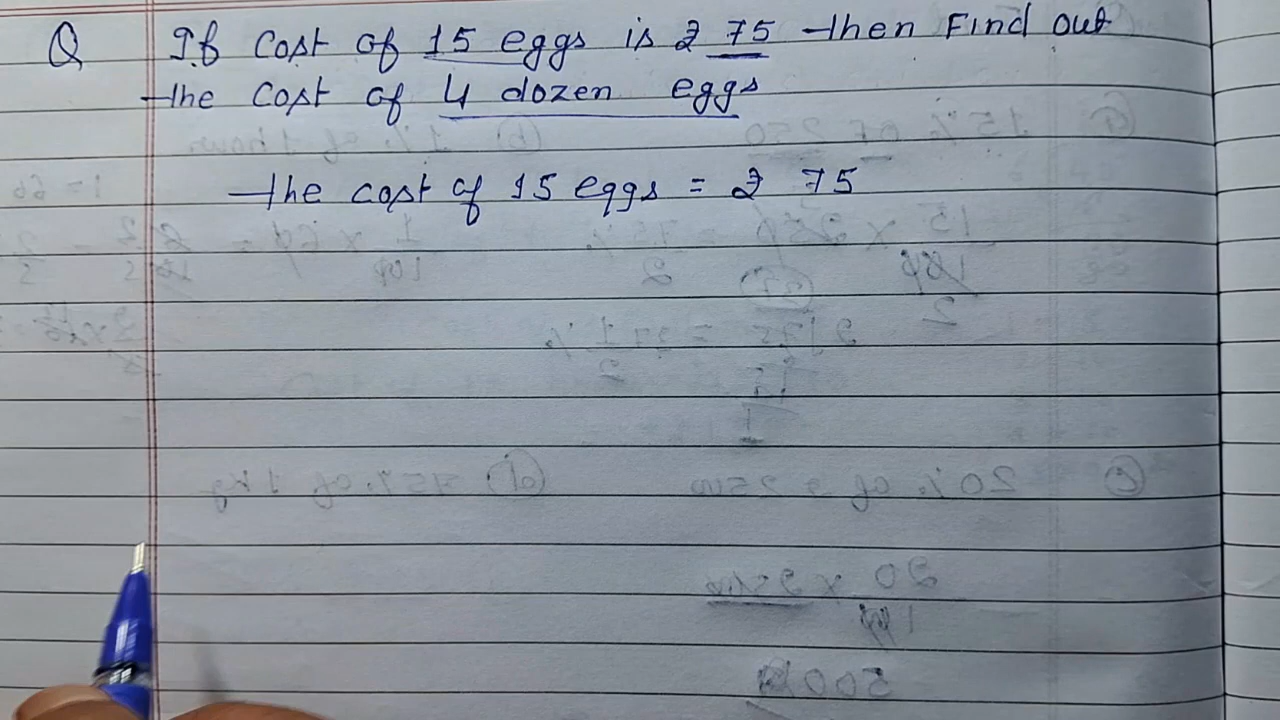 Q If cost of 15 eggs is ₹ 75 then Find out
the cost of 4 dozen eggs
the cost of 15 eggs = ₹ 75